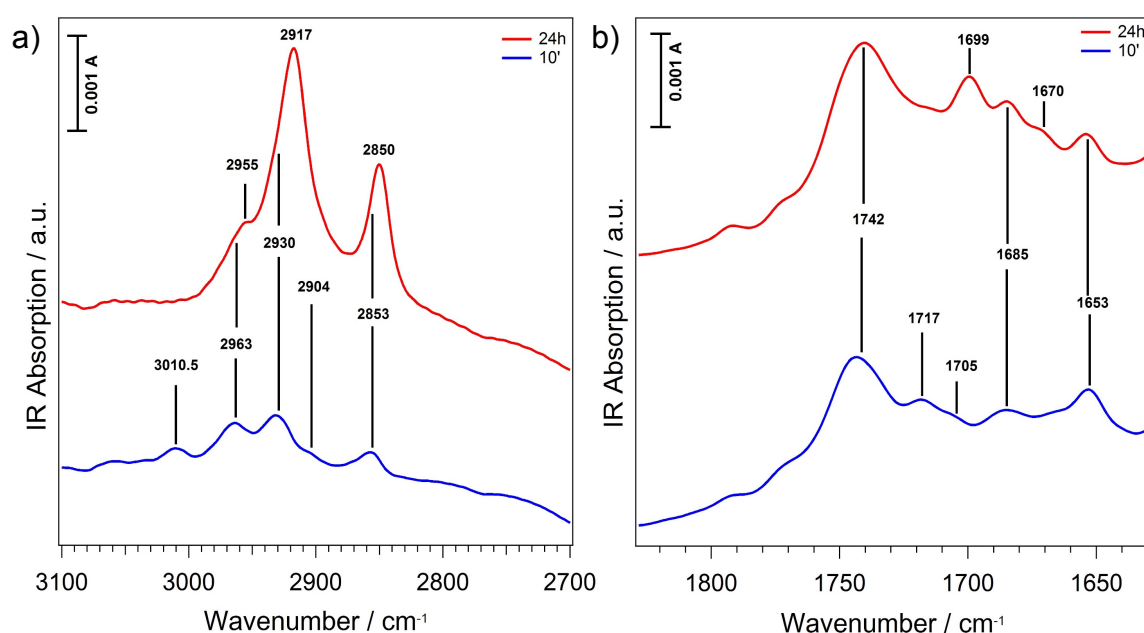 a)
0.001 A
2917
24h
10'
2955
2850
2930
2904
2853
2963
3010.5
IR Absorption / a.u.
3100 3000 2900 2800 2700
Wavenumber / cm-1
b)
0.001 A
1699
24h
10'
1670
1742
1685
1653
1717
1705
IR Absorption / a.u.
1800 1750 1700 1650
Wavenumber / cm-1